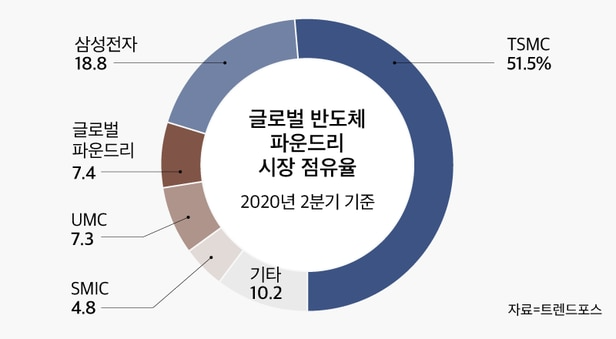 삼성전자
18.8
TSMC
51.5%
글로벌 반도체
파운드리
시장 점유율
2020년 2분기 기준
글로벌
파운드리
7.4
UMC
7.3
SMIC
4.8
기타
10.2
자료=트렌드포스